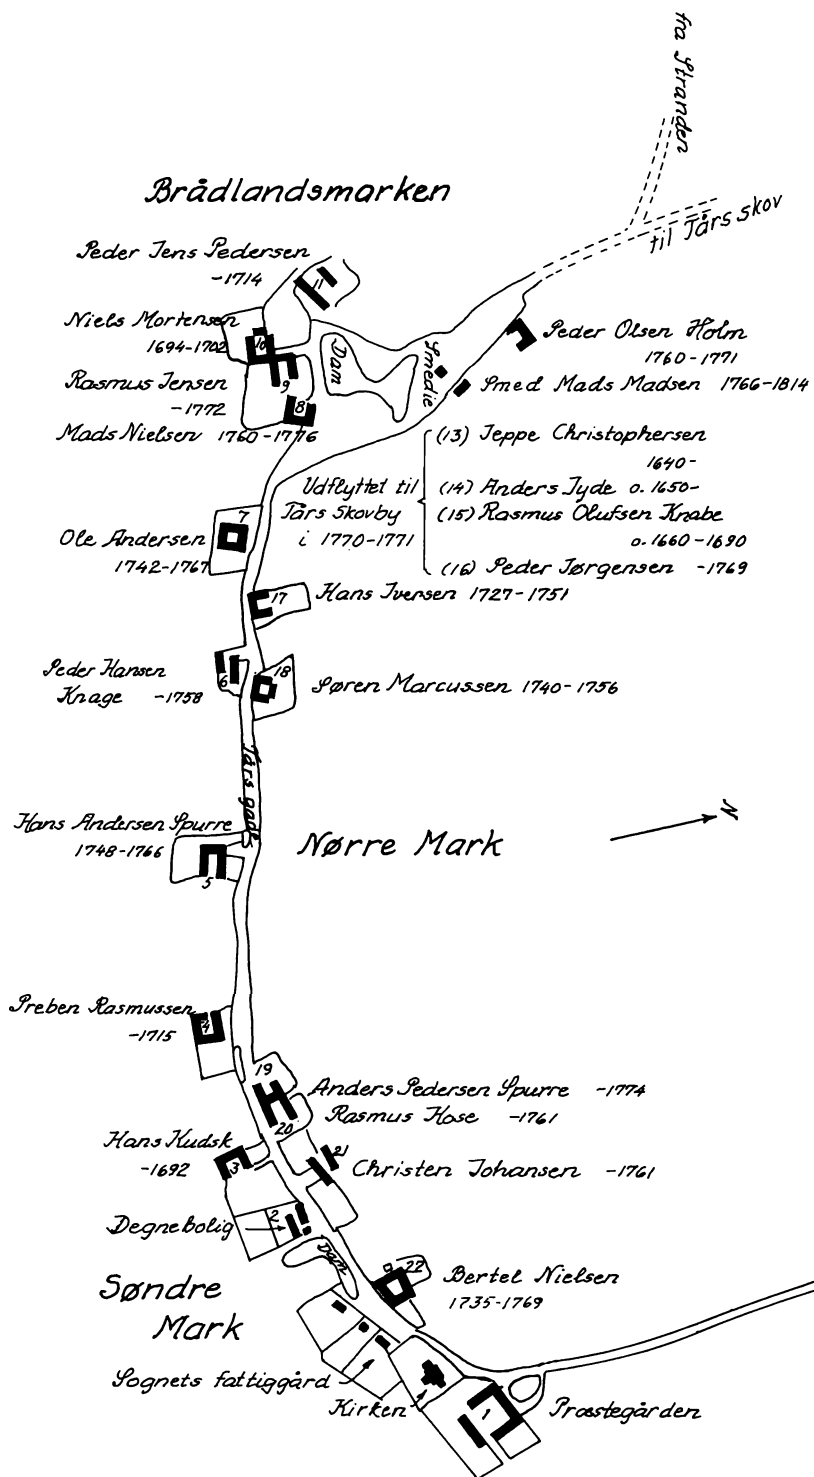 fra Stranden
til Tårs skov
Brådlandsmarken
Peder Jens Pedersen
-1714
11
Niels Mortensen
1694-1702
10
Rasmus Jensen
-1772
9
Mads Nielsen 1760-1776
8
Dam
Smedie
Peder Olsen Holm
1760-1771
Smed Mads Madsen 1766-1814
Udflyttet til
Tårs Skovby
i 1770-1771
(13) Jeppe Christophersen
1640-
(14) Anders Jyde o. 1650-
(15) Rasmus Olufsen Knabe
o. 1660-1690
(16) Peder Jørgensen -1769
7
Ole Andersen
1742-1767
17
Hans Iversen 1727-1751
Peder Hansen
Knage -1758
6
18
Søren Marcussen 1740-1756
Tårs gade
Hans Andersen Spurre
1748-1766
5
Nørre Mark
N
Preben Rasmussen
-1715
4
19
Anders Pedersen Spurre -1774
Rasmus Hose -1761
20
Hans Kudsk
-1692
3
21
Christen Johansen -1761
Degnebolig
2
Dam
22
Bertel Nielsen
1735-1769
Søndre
Mark
Sognets fattiggård
Kirken
1
Præstegården